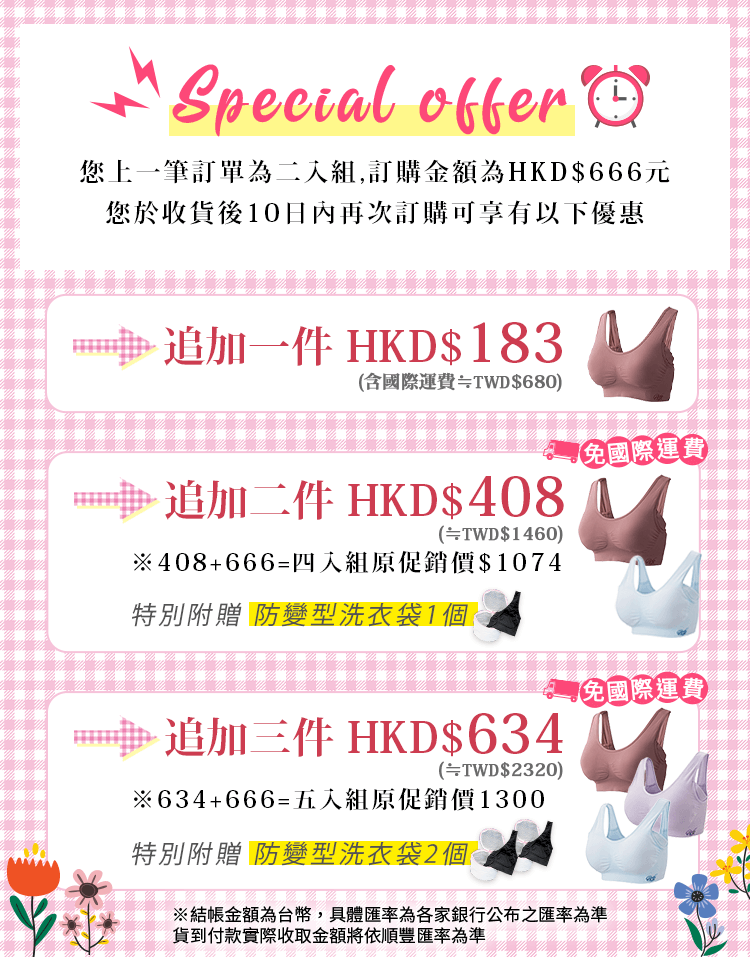 Special offer
您上一筆訂單為二入組,訂購金額為HKD$666元
您於收貨後10日內再次訂購可享有以下優惠
追加一件 HKD$183
(含國際運費≒TWD$680)
免國際運費
追加二件 HKD$408
(≒TWD$1460)
※408+666=四入組原促銷價$1074
特別附贈 防變型洗衣袋1個
免國際運費
追加三件 HKD$634
(≒TWD$2320)
※634+666=五入組原促銷價1300
特別附贈 防變型洗衣袋2個
※結帳金額為台幣，具體匯率為各家銀行公布之匯率為準
貨到付款實際收取金額將依順豐匯率為準